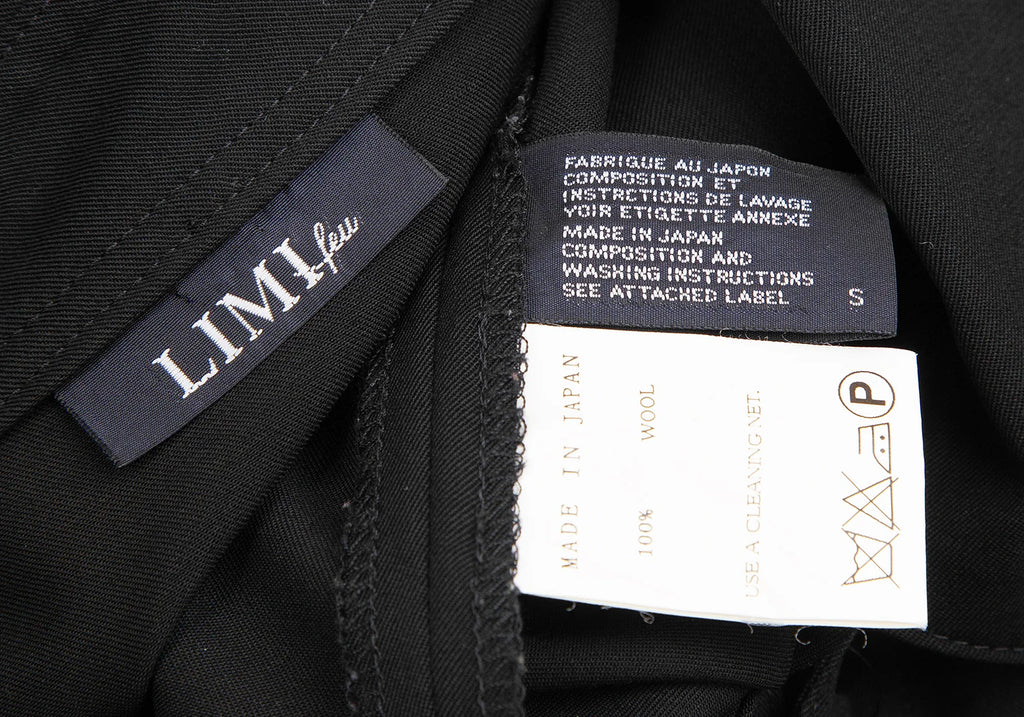 LIMI feu
FABRIQUE AU JAPON
COMPOSITION ET
INSTRCTIONS DE LAVAGE
VOIR ETIGETTE ANNEXE
MADE IN JAPAN
COMPOSITION AND
WASHING INSTRUCTIONS
SEE ATTACHED LABEL
S
MADE IN JAPAN
100% WOOL
USE A CLEANING NET.
P